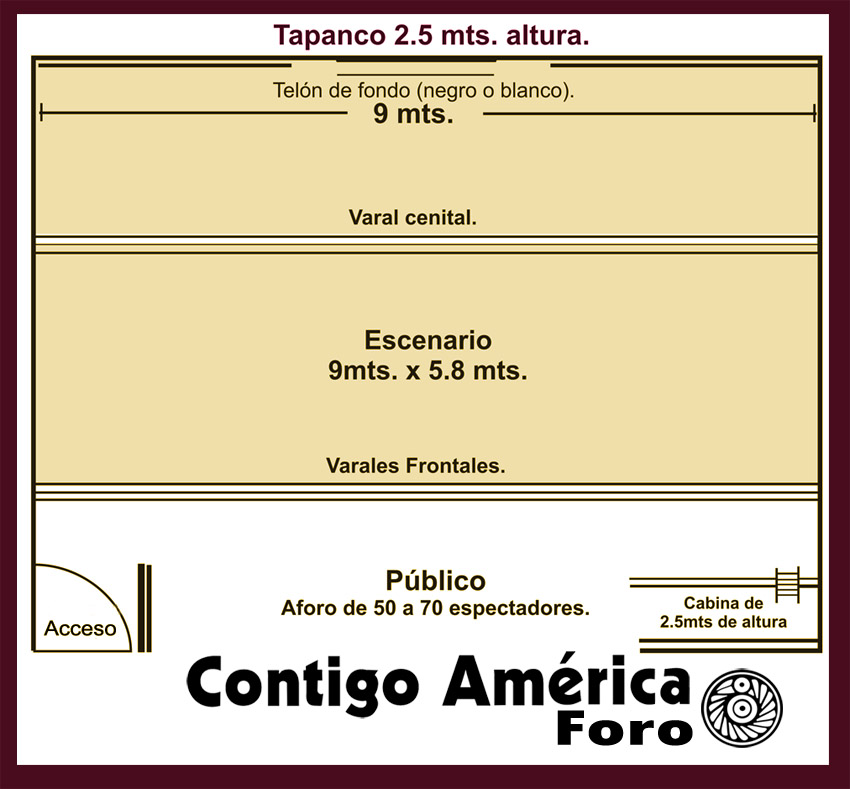 Tapanco 2.5 mts. altura.
Telón de fondo (negro o blanco).
9 mts.
Varal cenital.
Escenario
9mts. x 5.8 mts.
Varales Frontales.
Público
Aforo de 50 a 70 espectadores.
Acceso
Cabina de
2.5mts de altura
Contigo América
Foro